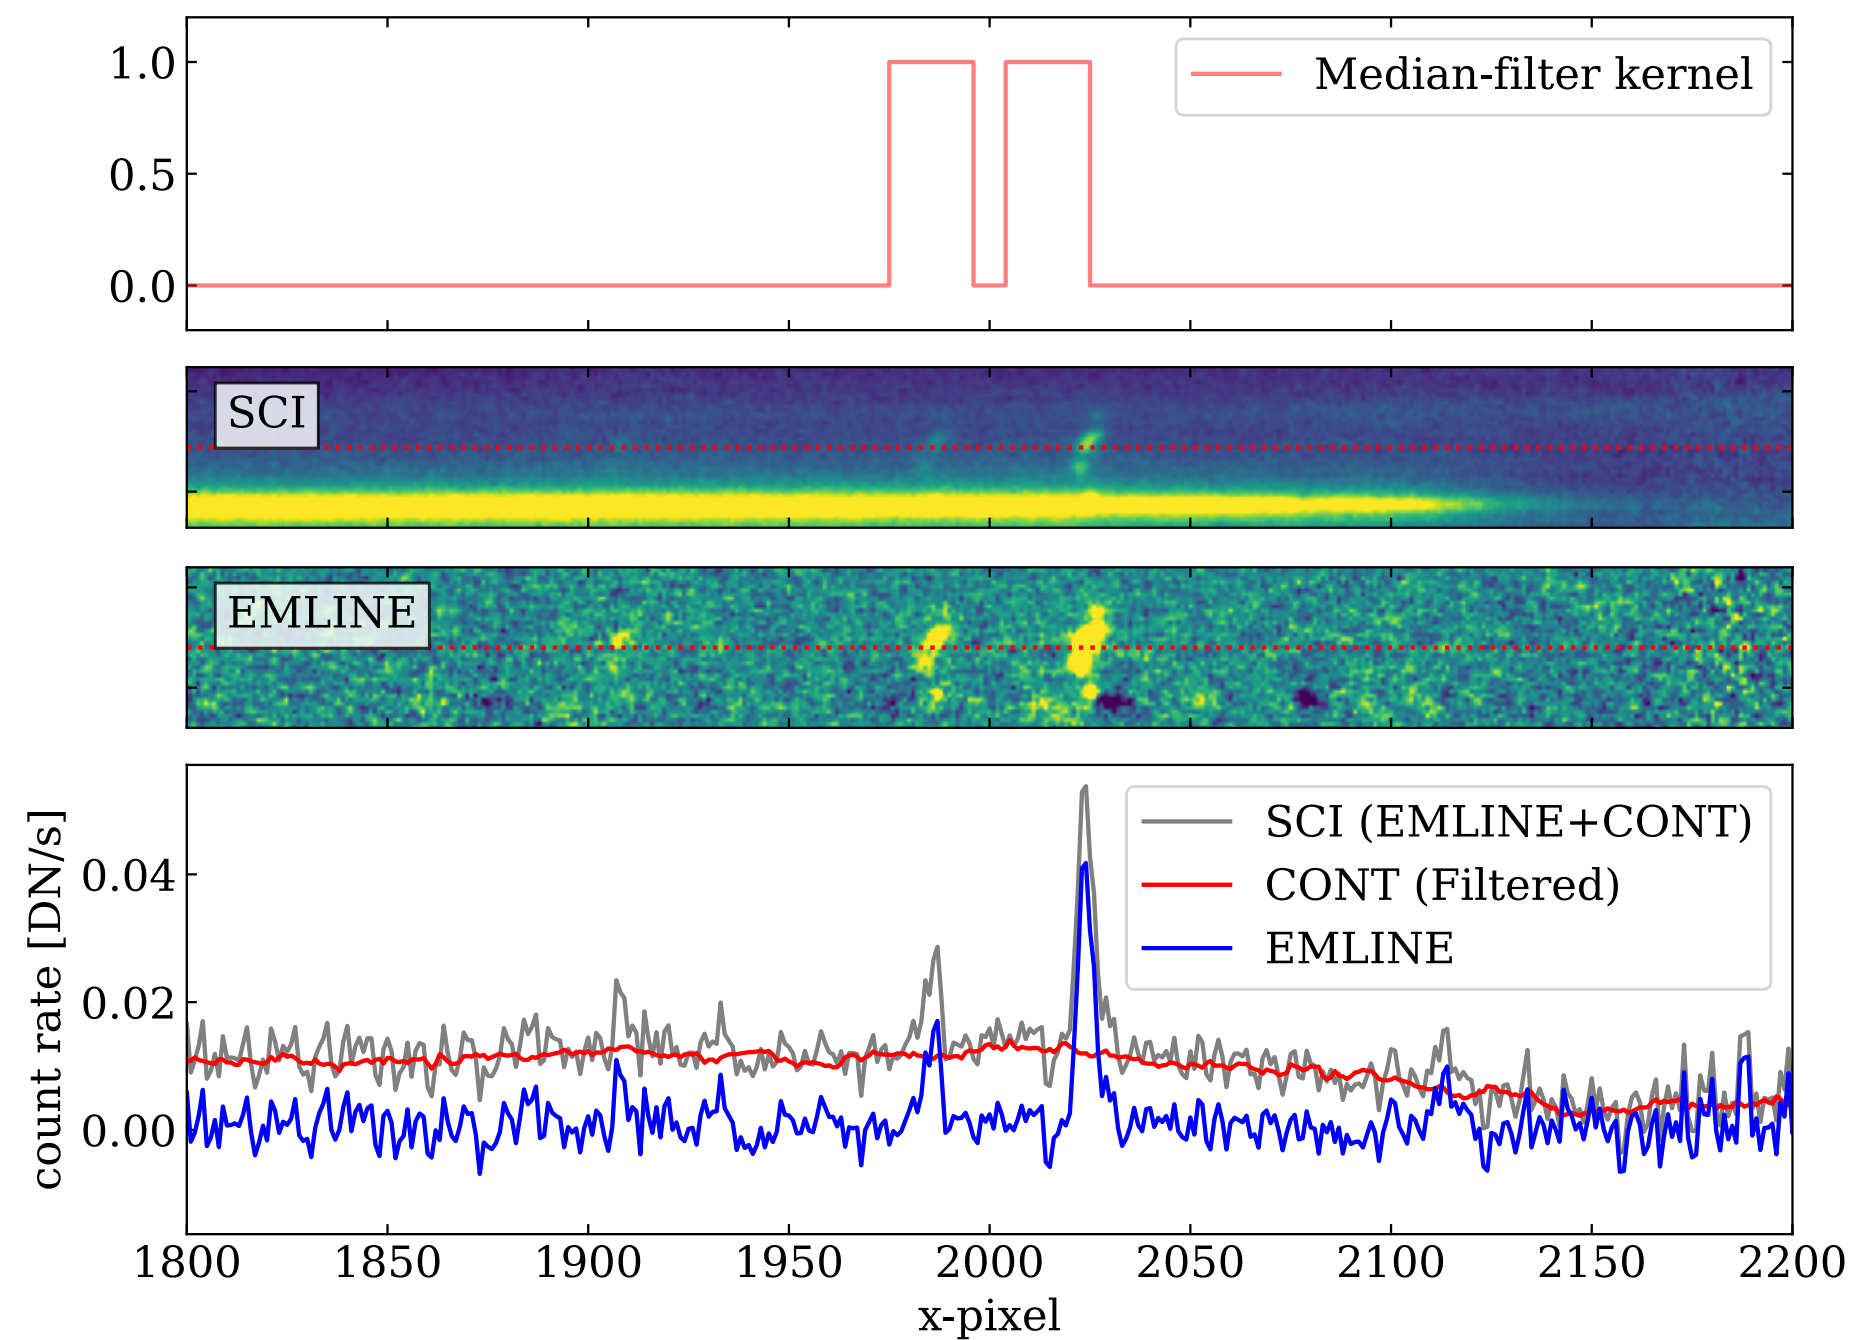 1.0
0.5
0.0
Median-filter kernel
SCI
EMLINE
count rate [DN/s]
0.04
0.02
0.00
SCI (EMLINE+CONT)
CONT (Filtered)
EMLINE
1800 1850 1900 1950 2000 2050 2100 2150 2200
x-pixel